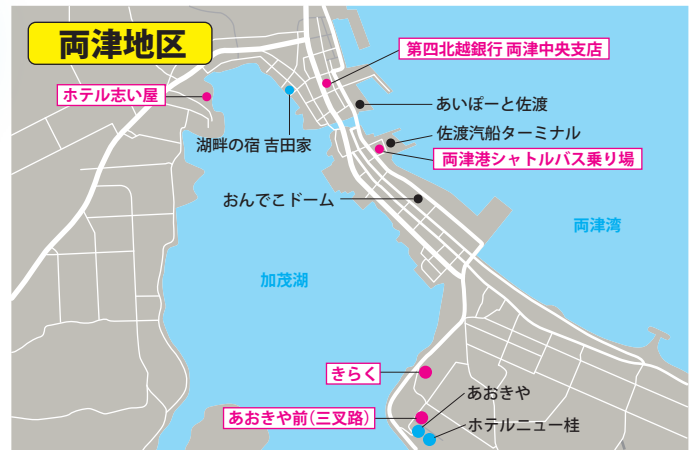 両津地区
第四北越銀行 両津中央支店
ホテル志い屋
あいぽーと佐渡
湖畔の宿 吉田家
佐渡汽船ターミナル
両津港シャトルバス乗り場
おんでこドーム
両津湾
加茂湖
きらく
あおきや
あおきや前(三叉路)
ホテルニュー桂